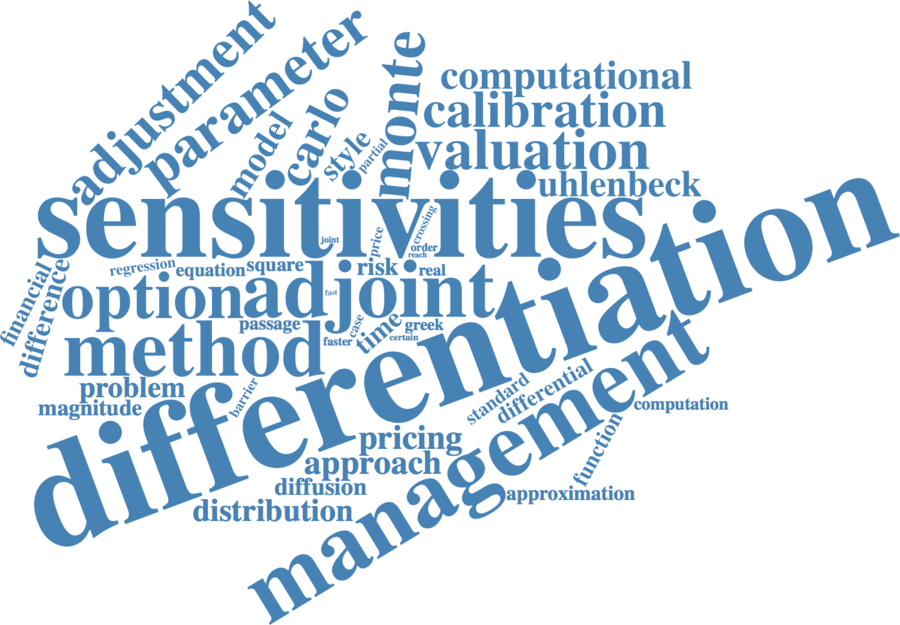 adjustment
parameter
model
carlo
style
partial
monte
computational
calibration
valuation
uhlenbeck
sensitivities
joint
price
crossing
order
reach
financial
difference
regression
equation
square
risk
real
option
adjoint
fast
passage
case
faster
time
greek
certain
method
differentiation
problem
magnitude
barrier
standard
differential
management
computation
function
pricing
approach
diffusion
distribution
approximation